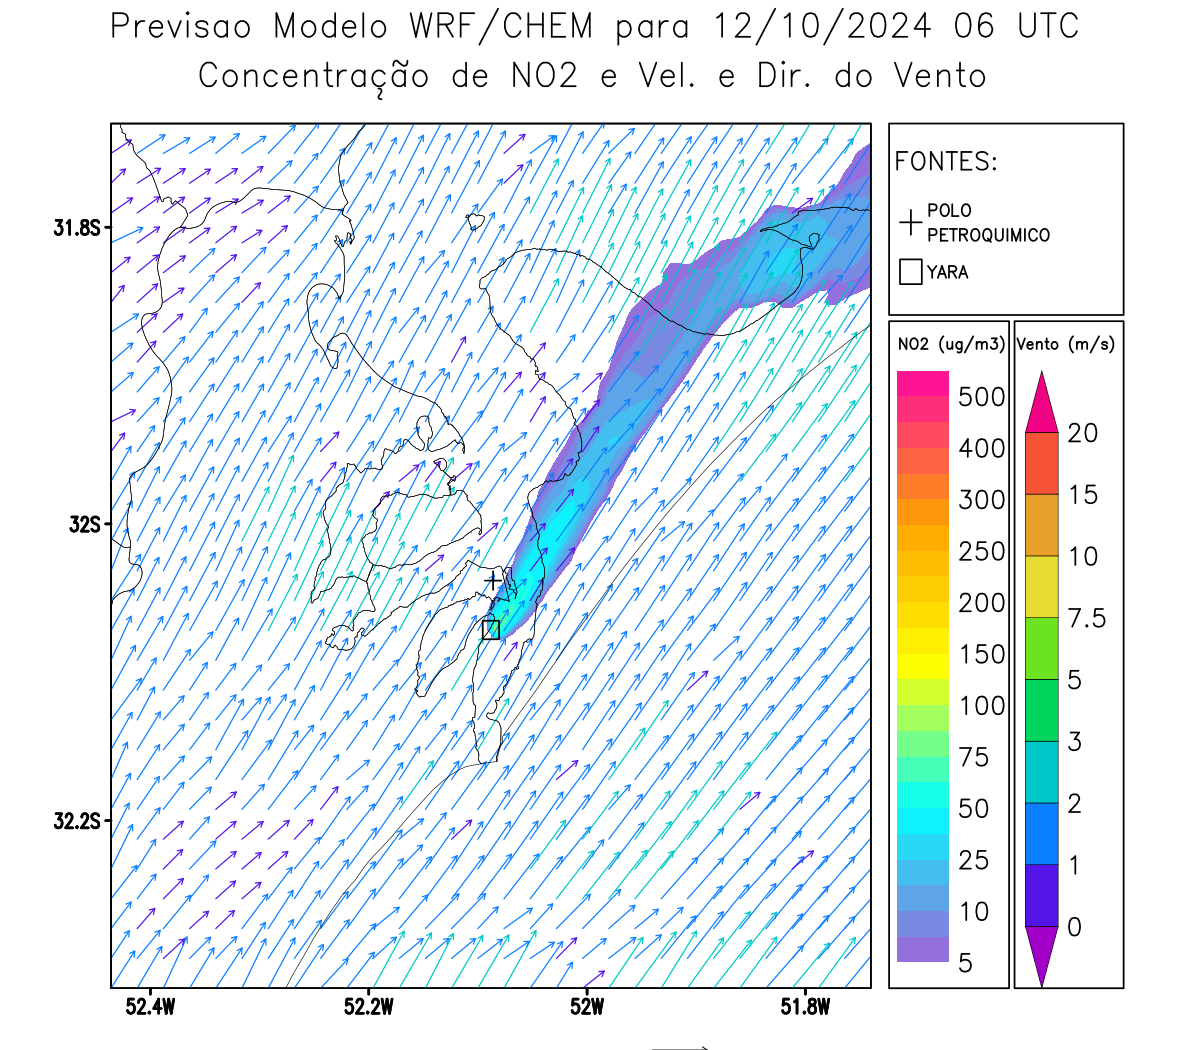 Previsao Modelo WRF/CHEM para 12/10/2024 06 UTC
Concentração de NO2 e Vel. e Dir. do Vento
FONTES:
POLO
PETROQUIMICO
YARA
31.8S
32S
32.2S
52.4W
52.2W
52W
51.8W
NO2 (ug/m3)
500
400
300
250
200
150
100
75
50
25
10
5
Vento (m/s)
20
15
10
7.5
5
3
2
1
0